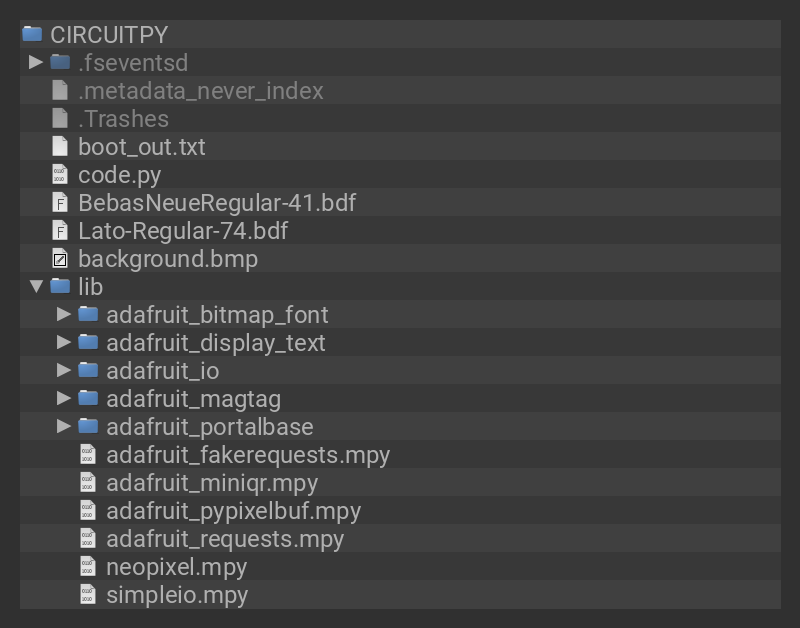 CIRCUITPY
.fseventsd
.metadata_never_index
.Trashes
boot_out.txt
code.py
BebasNeueRegular-41.bdf
Lato-Regular-74.bdf
background.bmp
lib
adafruit_bitmap_font
adafruit_display_text
adafruit_io
adafruit_magtag
adafruit_portalbase
adafruit_fakerequests.mpy
adafruit_miniqr.mpy
adafruit_pypixelbuf.mpy
adafruit_requests.mpy
neopixel.mpy
simpleio.mpy